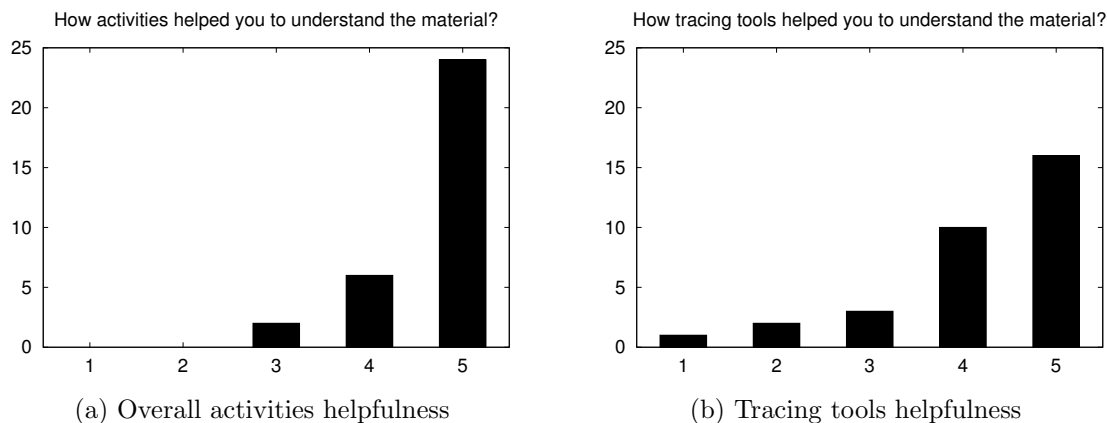 How activities helped you to understand the material?
25
20
15
10
5
0
1 2 3 4 5
(a) Overall activities helpfulness
How tracing tools helped you to understand the material?
25
20
15
10
5
0
1 2 3 4 5
(b) Tracing tools helpfulness